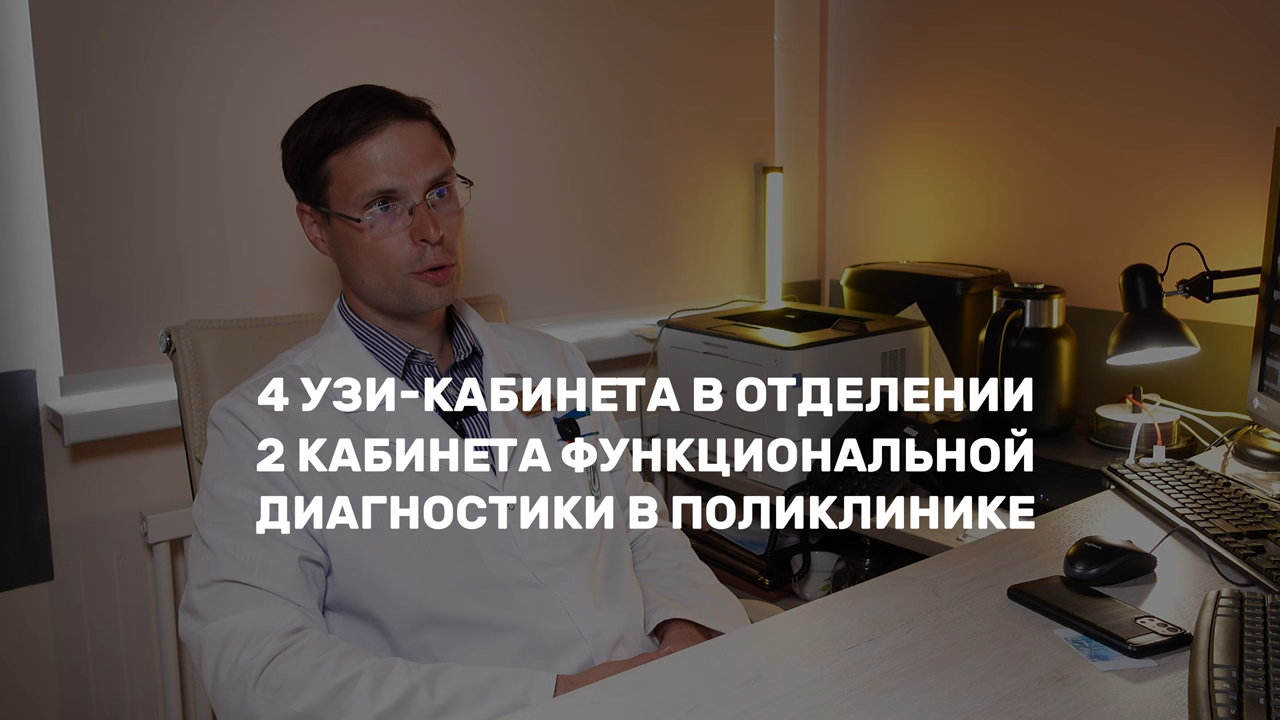 4 УЗИ-КАБИНЕТА В ОТДЕЛЕНИИ
2 КАБИНЕТА ФУНКЦИОНАЛЬНОЙ
ДИАГНОСТИКИ В ПОЛИКЛИНИКЕ